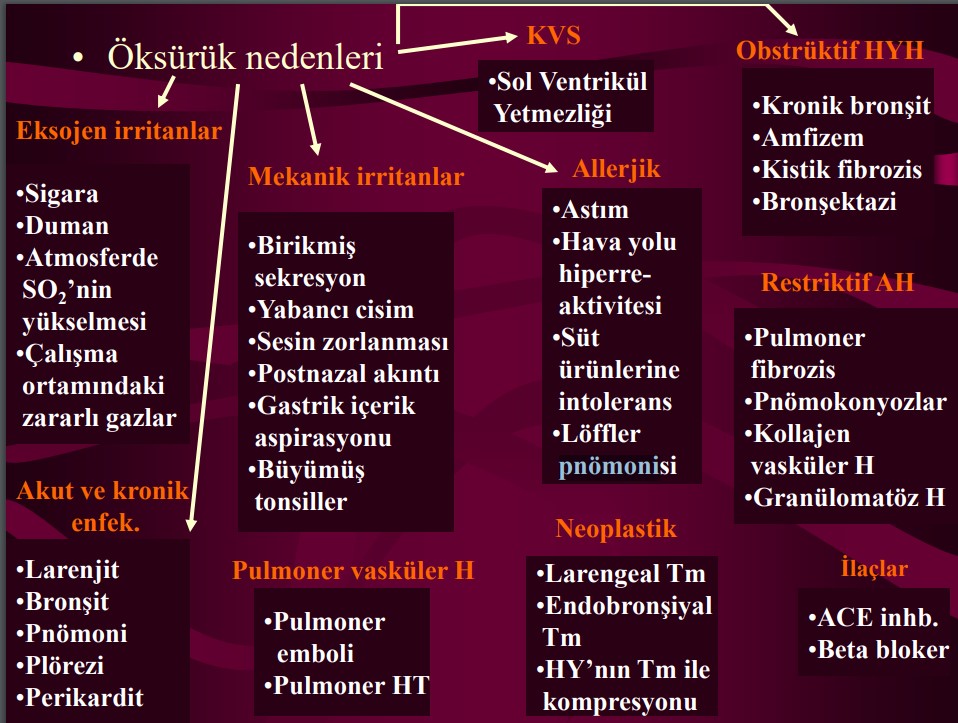 • Öksürük nedenleri
KVS
•Sol Ventrikül
Yetmezliği
Obstrüktif HYH
•Kronik bronşit
•Amfizem
•Kistik fibrozis
•Bronşektazi
Eksojen irritanlar
•Sigara
•Duman
•Atmosferde
SO₂’nin
yükselmesi
•Çalışma
ortamındaki
zararlı gazlar
Mekanik irritanlar
•Birikmiş
sekresyon
•Yabancı cisim
•Sesin zorlanması
•Postnazal akıntı
•Gastrik içerik
aspirasyonu
•Büyümüş
tonsiller
Allerjik
•Astım
•Hava yolu
hiperre-
aktivitesi
•Süt
ürünlerine
intolerans
•Löffler
pnömonisi
Restriktif AH
•Pulmoner
fibrozis
•Pnömokonyozlar
•Kollajen
vasküler H
•Granülomatöz H
Akut ve kronik
enfek.
•Larenjit
•Bronşit
•Pnömoni
•Plörezi
•Perikardit
Pulmoner vasküler H
•Pulmoner
emboli
•Pulmoner HT
Neoplastik
•Larengeal Tm
•Endobronşiyal
Tm
•HY’nın Tm ile
kompresyonu
İlaçlar
•ACE inhb.
•Beta bloker